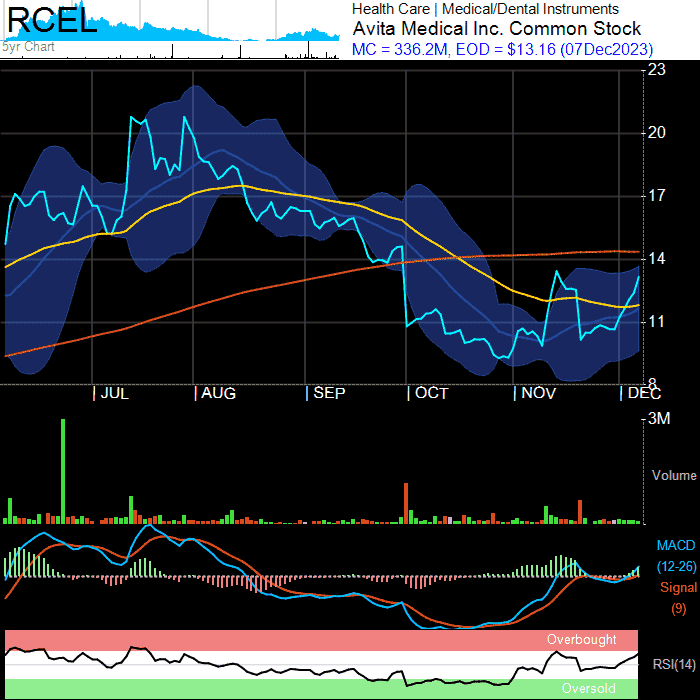 RCEL
5yr Chart
Health Care | Medical/Dental Instruments
Avita Medical Inc. Common Stock
MC = 336.2M, EOD = $13.16 (07Dec2023)
23
20
17
14
11
8
JUL AUG SEP OCT NOV DEC
3M
Volume
MACD
(12-26)
Signal
(9)
Overbought
RSI(14)
Oversold